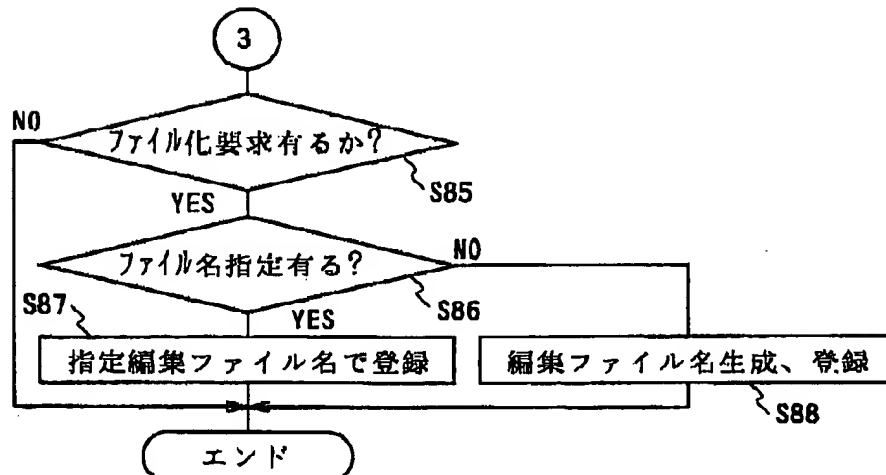 3
NO
ファイル化要求有るか?
S85
YES
ファイル名指定有る?
NO
S86
S87
YES
指定編集ファイル名で登録
編集ファイル名生成、登録
S88
エンド